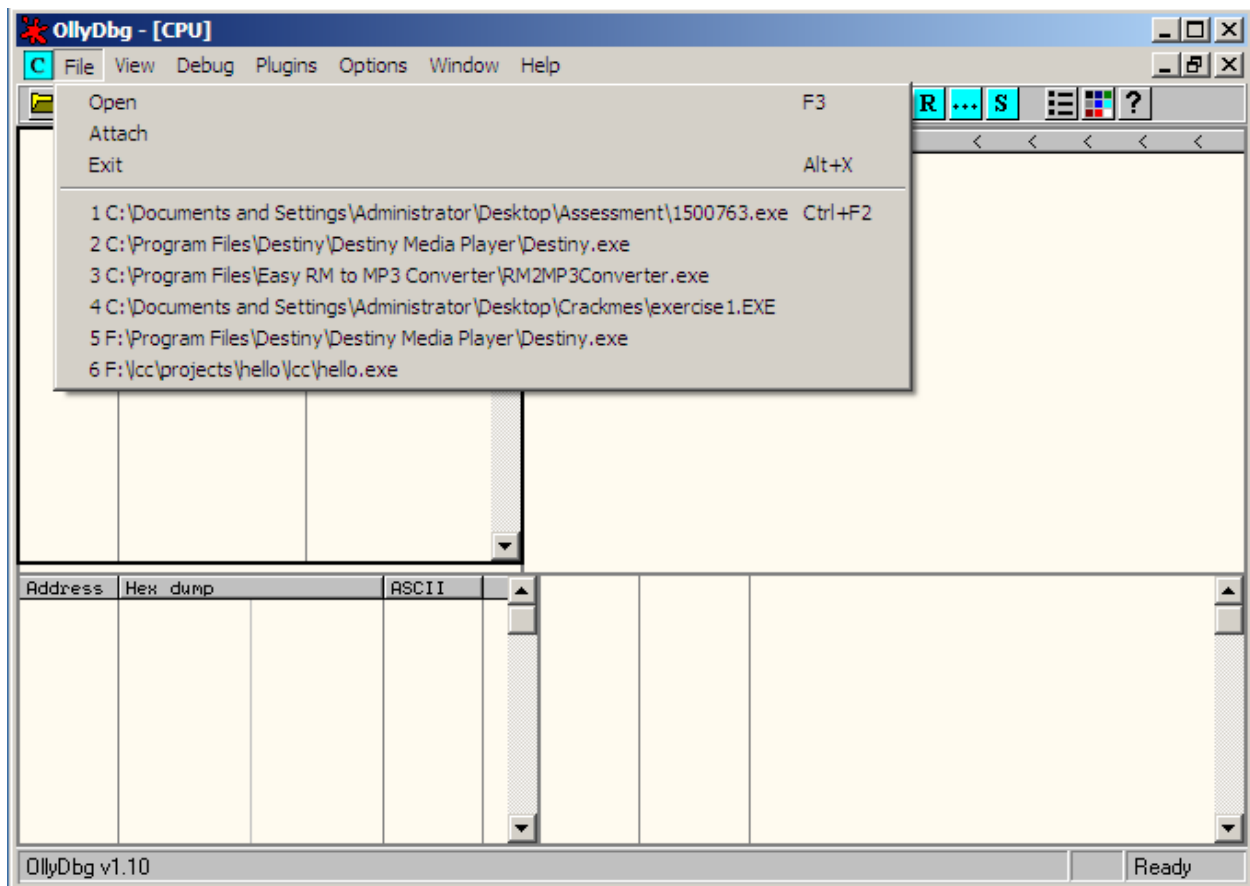 OllyDbg - [CPU]
C File View Debug Plugins Options Window Help
Open F3
Attach
Exit Alt+X
R ... S ?
< < < < <
1 C:\Documents and Settings\Administrator\Desktop\Assessment\1500763.exe Ctrl+F2
2 C:\Program Files\Destiny\Destiny Media Player\Destiny.exe
3 C:\Program Files\Easy RM to MP3 Converter\RM2MP3Converter.exe
4 C:\Documents and Settings\Administrator\Desktop\Crackmes\exercise1.EXE
5 F:\Program Files\Destiny\Destiny Media Player\Destiny.exe
6 F:\lcc\projects\hello\lcc\hello.exe
Address Hex dump ASCII
OllyDbg v1.10 Ready